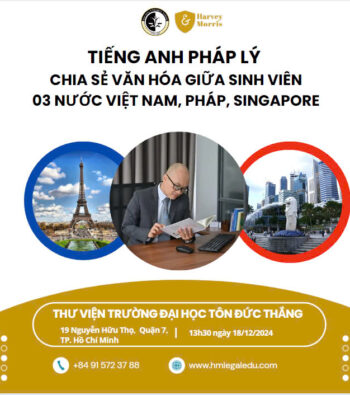 Harvey
Morris
TIẾNG ANH PHÁP LÝ
CHIA SẺ VĂN HÓA GIỮA SINH VIÊN
03 NƯỚC VIỆT NAM, PHÁP, SINGAPORE
THƯ VIỆN TRƯỜNG ĐẠI HỌC TÔN ĐỨC THẮNG
19 Nguyễn Hữu Thọ, Quận 7,
TP. Hồ Chí Minh
13h30 ngày 18/12/2024
+84 91 572 37 88
www.hmlegaledu.com